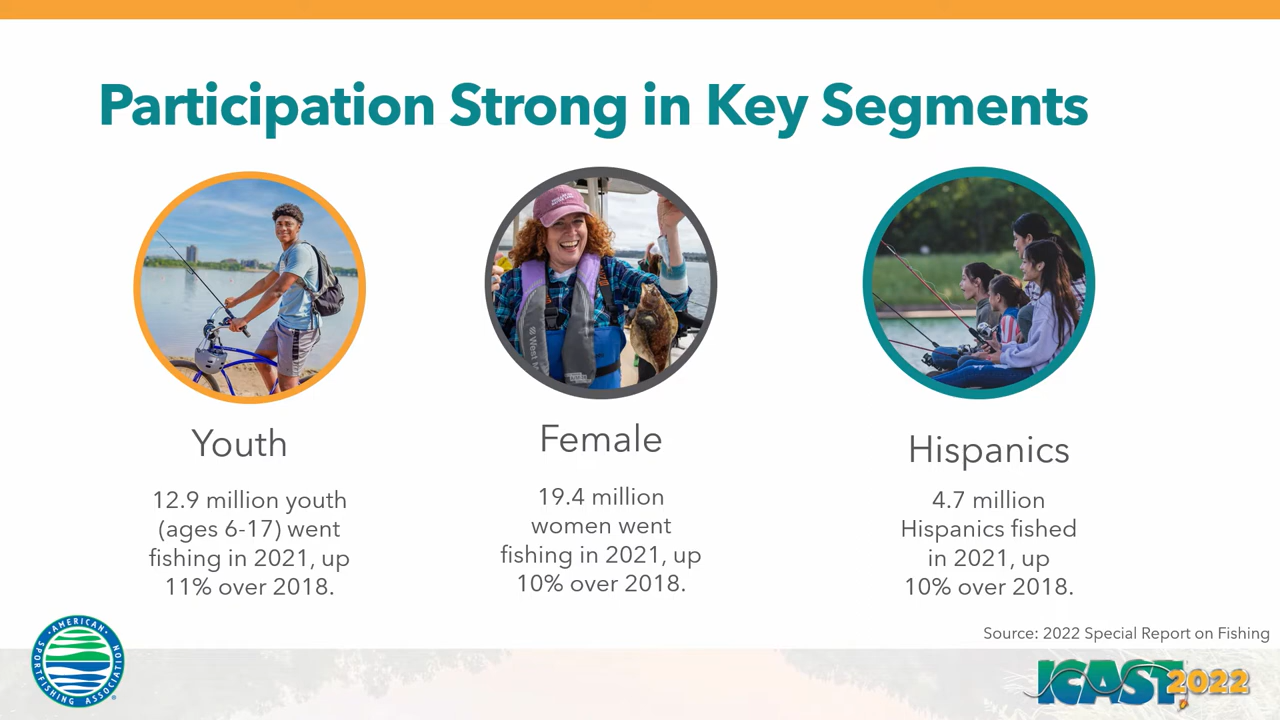 Participation Strong in Key Segments
Youth
12.9 million youth
(ages 6-17) went
fishing in 2021, up
11% over 2018.
Female
19.4 million
women went
fishing in 2021, up
10% over 2018.
Hispanics
4.7 million
Hispanics fished
in 2021, up
10% over 2018.
Source: 2022 Special Report on Fishing
AMERICAN
SPORTFISHING ASSOCIATION
ICAST 2022